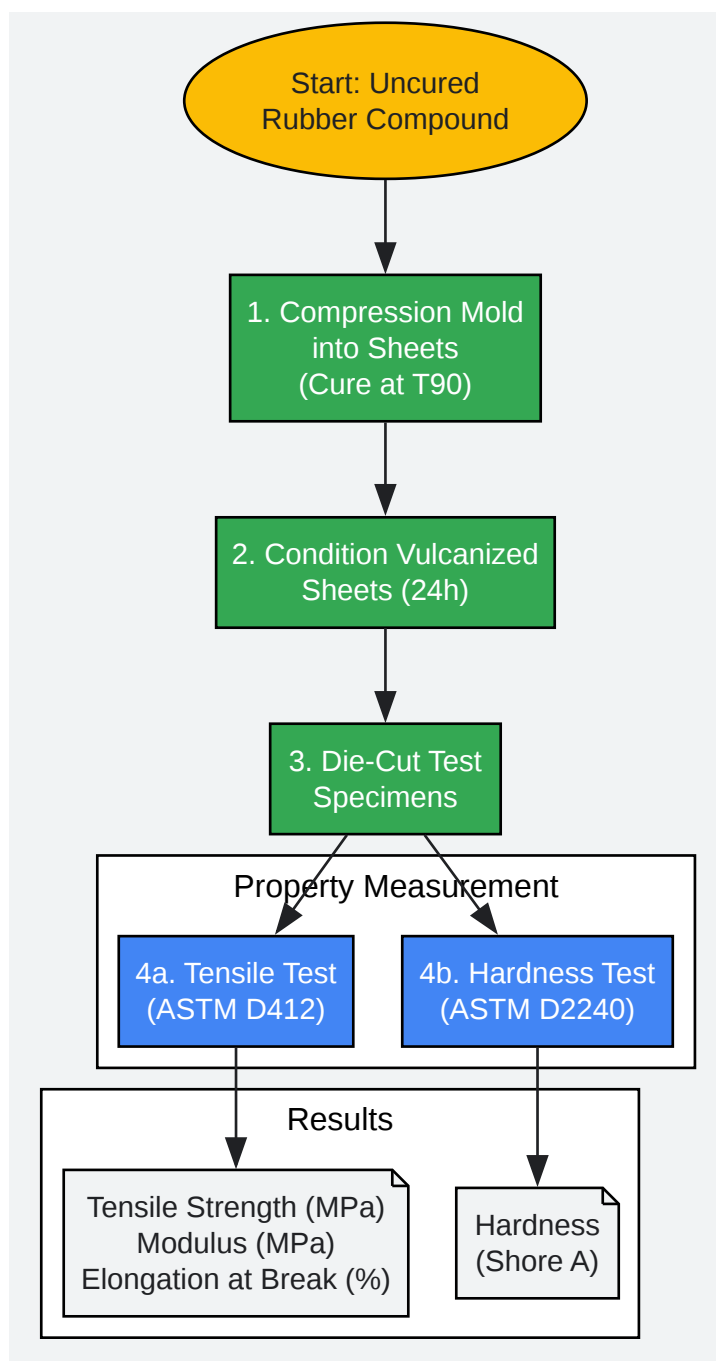 Start: Uncured
Rubber Compound
1. Compression Mold
into Sheets
(Cure at T90)
2. Condition Vulcanized
Sheets (24h)
3. Die-Cut Test
Specimens
Property Measurement
4a. Tensile Test
(ASTM D412)
4b. Hardness Test
(ASTM D2240)
Results
Tensile Strength (MPa)
Modulus (MPa)
Elongation at Break (%)
Hardness
(Shore A)